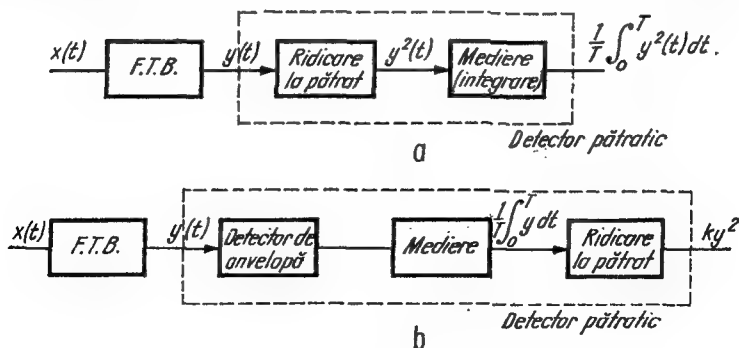 x(t)
F.T.B.
y(t)
Ridicare
la pătrat
y²(t)
Mediere
(integrare)
1/T ∫₀ᵀ y²(t)dt.
Detector pătratic
a
x(t)
F.T.B.
y(t)
Detector de
anvelopă
Mediere
1/T ∫₀ᵀ y dt
Ridicare
la pătrat
ky²
Detector pătratic
b